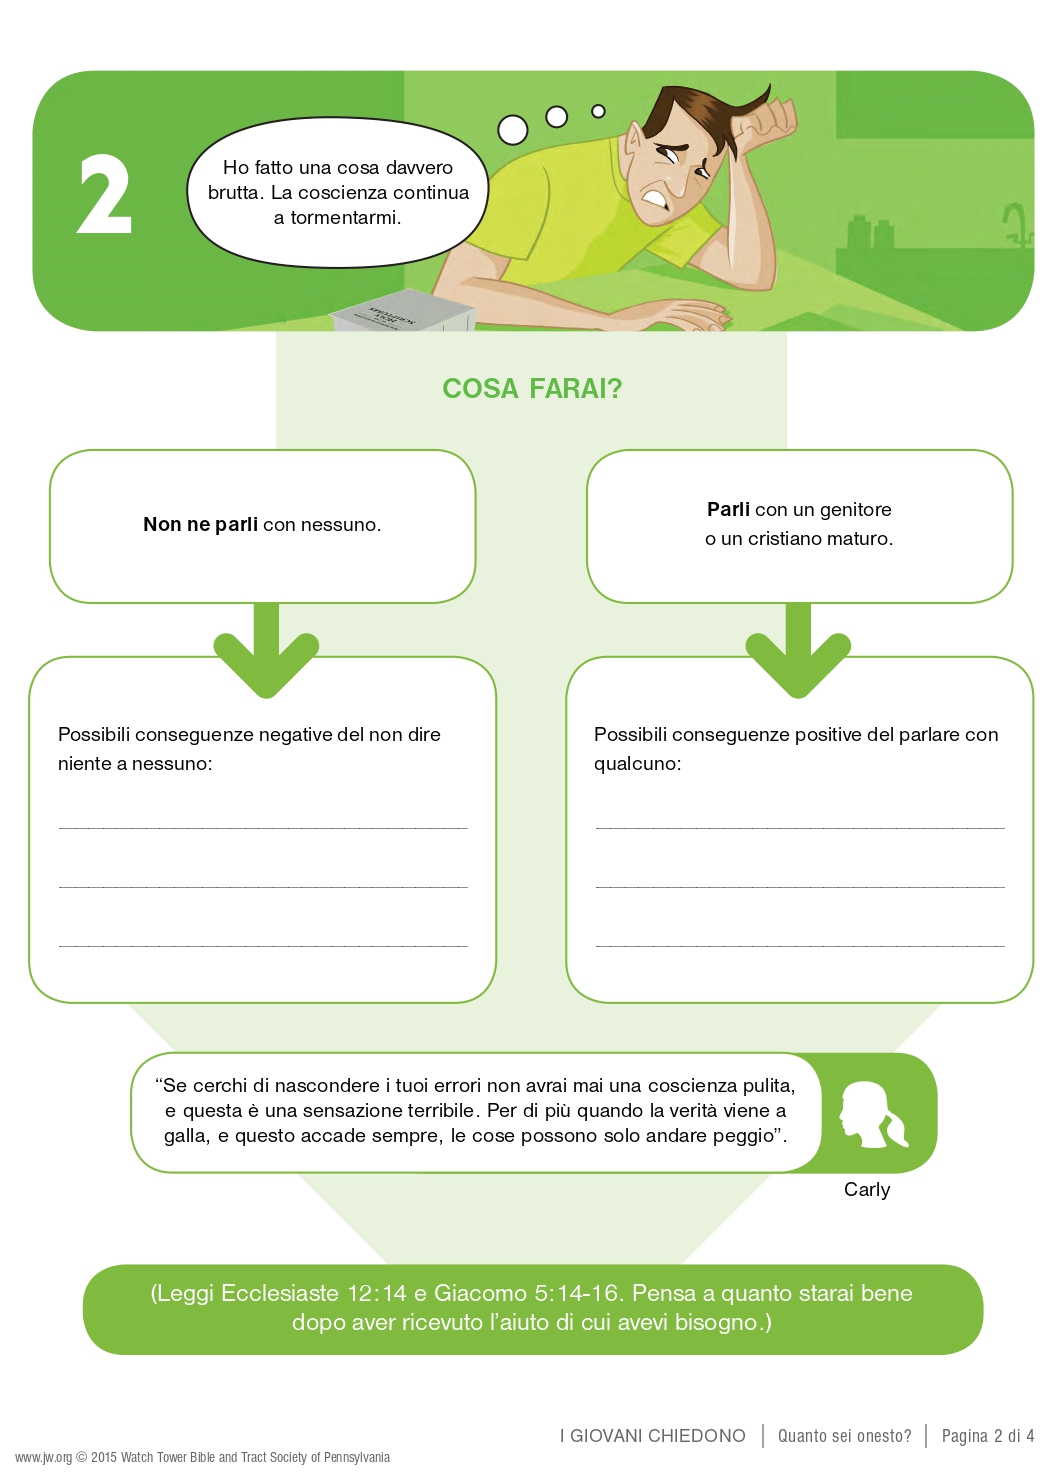 2
Ho fatto una cosa davvero
brutta. La coscienza continua
a tormentarmi.
HOLY
SCRIPTURES
COSA FARAI?
Non ne parli con nessuno.
Parli con un genitore
o un cristiano maturo.
Possibili conseguenze negative del non dire
niente a nessuno:
Possibili conseguenze positive del parlare con
qualcuno:
“Se cerchi di nascondere i tuoi errori non avrai mai una coscienza pulita,
e questa è una sensazione terribile. Per di più quando la verità viene a
galla, e questo accade sempre, le cose possono solo andare peggio”.
Carly
(Leggi Ecclesiaste 12:14 e Giacomo 5:14-16. Pensa a quanto starai bene
dopo aver ricevuto l’aiuto di cui avevi bisogno.)
I GIOVANI CHIEDONO | Quanto sei onesto? | Pagina 2 di 4
www.jw.org © 2015 Watch Tower Bible and Tract Society of Pennsylvania